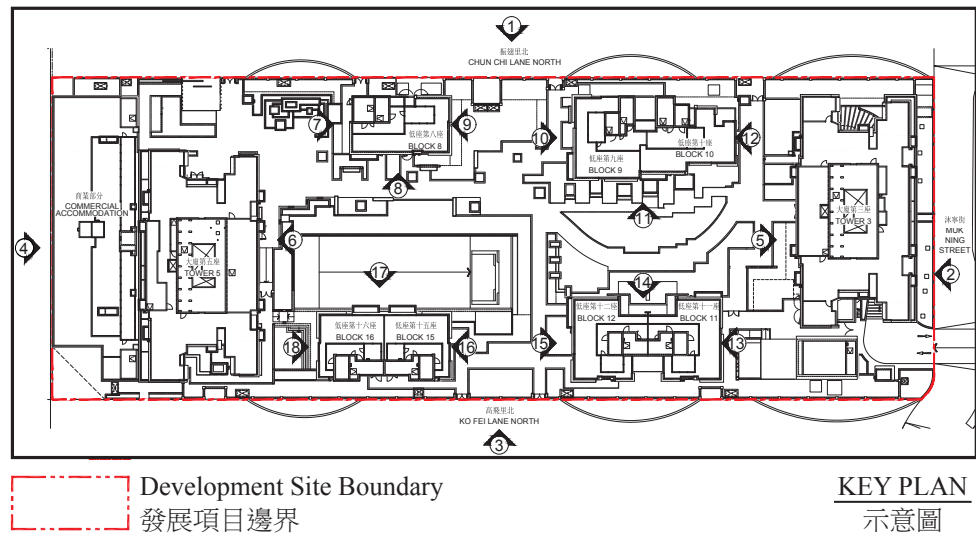 1
振翅里北
CHUN CHI LANE NORTH
7
低座第八座
BLOCK 8
9
10
低座第九座
BLOCK 9
低座第十座
BLOCK 10
12
8
11
商業部分
COMMERCIAL
ACCOMMODATION
4
大廈第五座
TOWER 5
6
17
5
大廈第三座
TOWER 3
沐寧街
MUK
NING
STREET
2
14
低座第十六座
BLOCK 16
低座第十五座
BLOCK 15
18
16
15
低座第十二座
BLOCK 12
低座第十一座
BLOCK 11
13
高飛里北
KO FEI LANE NORTH
3
Development Site Boundary
發展項目邊界
KEY PLAN
示意圖